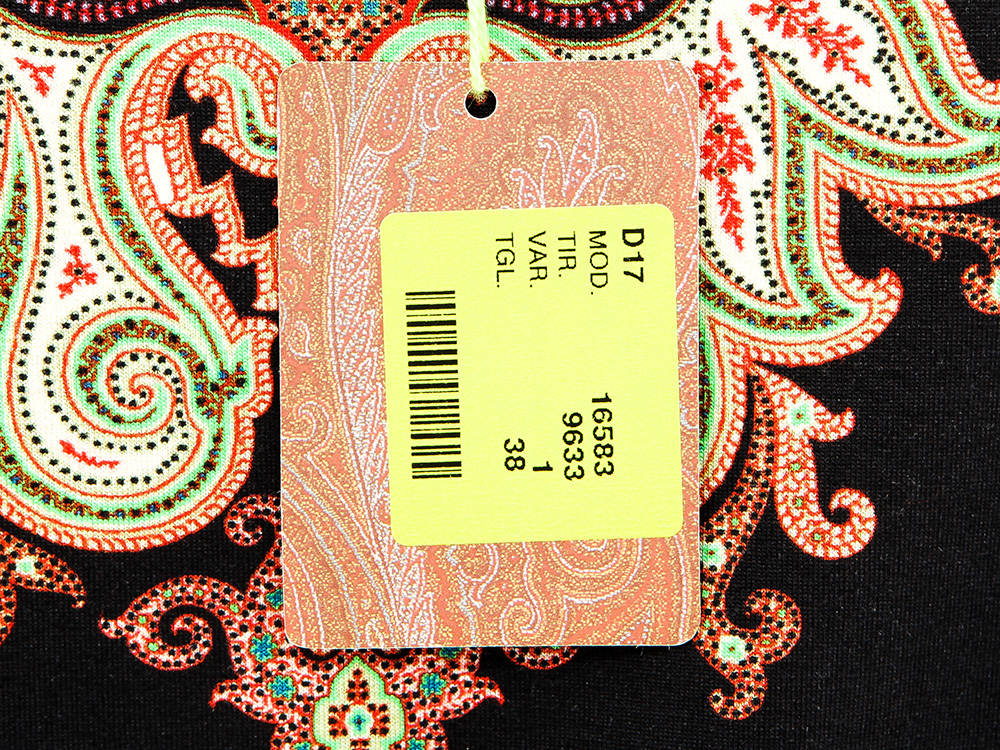 D17
MOD. 16583
TIR. 9633
VAR. 1
TGL. 38